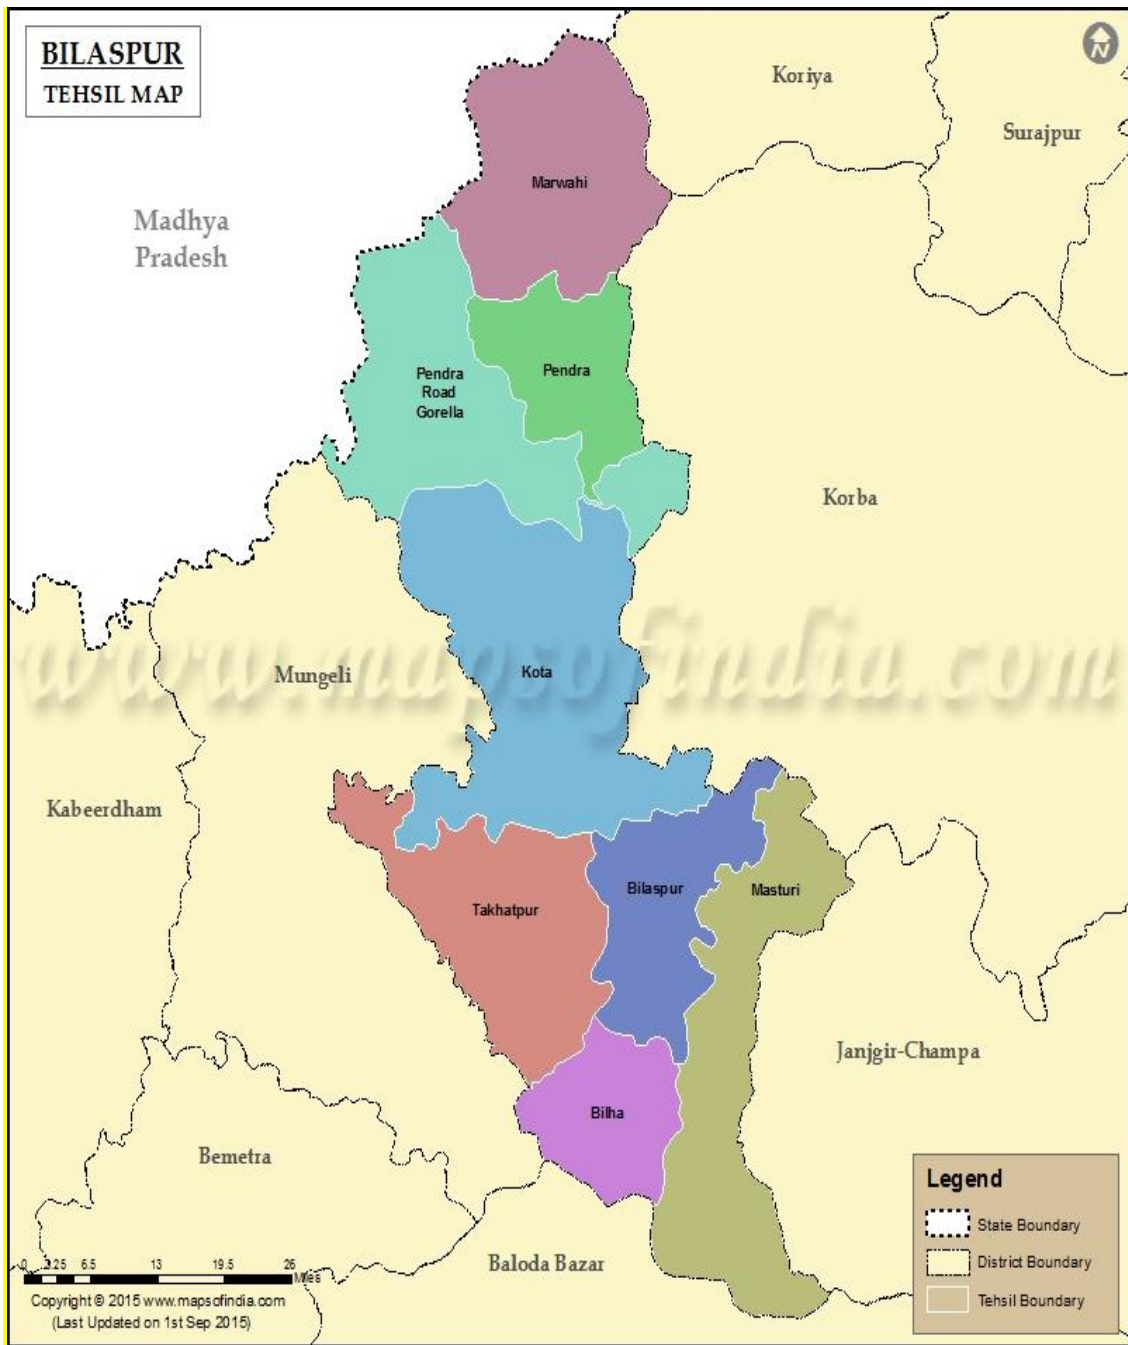 BILASPUR
TEHSIL MAP
N
Koriya
Surajpur
Marwahi
Madhya
Pradesh
Pendra
Road
Gorella
Pendra
Korba
www.mapsofindia.com
Mungeli
Kota
Kabeerdham
Takhatpur
Bilaspur
Masturi
Janjgir-Champa
Bilha
Bemetra
Baloda Bazar
Legend
State Boundary
District Boundary
Tehsil Boundary
0 3.25 6.5 13 19.5 26
Miles
Copyright © 2015 www.mapsofindia.com
(Last Updated on 1st Sep 2015)